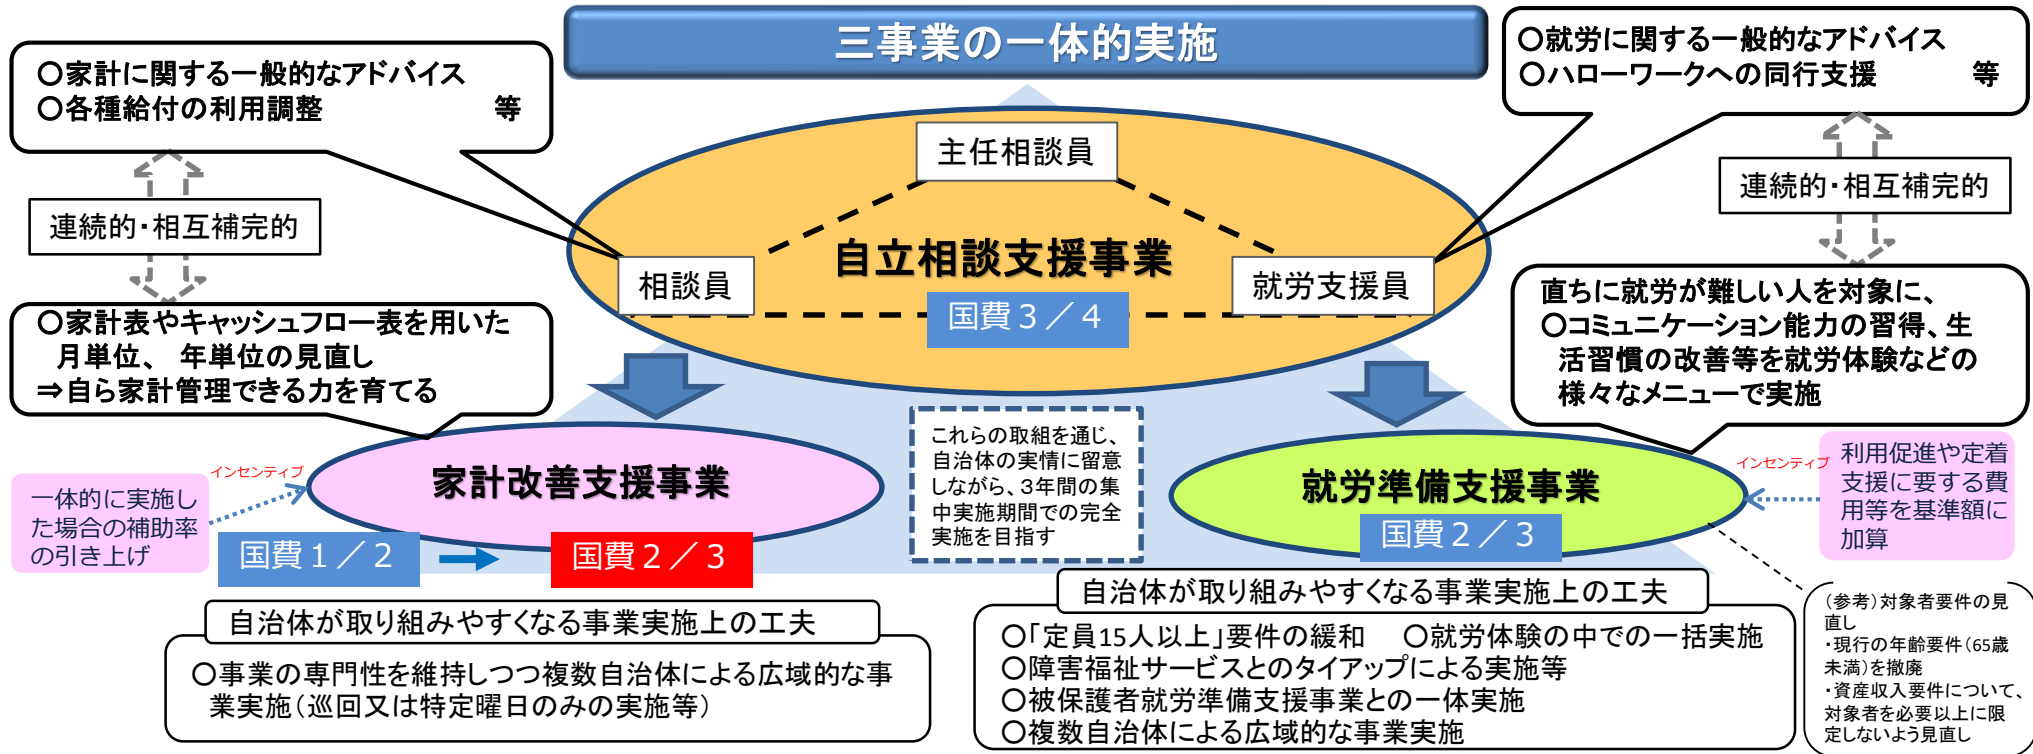 三事業の一体的実施
○家計に関する一般的なアドバイス
○各種給付の利用調整　　　　　　　等
○就労に関する一般的なアドバイス
○ハローワークへの同行支援　　　等
連続的・相互補完的
連続的・相互補完的
主任相談員
自立相談支援事業
相談員
就労支援員
国費３／４
○家計表やキャッシュフロー表を用いた
月単位、 年単位の見直し
⇒自ら家計管理できる力を育てる
直ちに就労が難しい人を対象に、
○コミュニケーション能力の習得、生
活習慣の改善等を就労体験などの
様々なメニューで実施
これらの取組を通じ、
自治体の実情に留意
しながら、3年間の集
中実施期間での完全
実施を目指す
インセンティブ
一体的に実施し
た場合の補助率
の引き上げ
家計改善支援事業
国費１／２
国費２／３
就労準備支援事業
国費２／３
インセンティブ
利用促進や定着
支援に要する費
用等を基準額に
加算
自治体が取り組みやすくなる事業実施上の工夫
○事業の専門性を維持しつつ複数自治体による広域的な事
業実施（巡回又は特定曜日のみの実施等）
自治体が取り組みやすくなる事業実施上の工夫
○「定員15人以上」要件の緩和　○就労体験の中での一括実施
○障害福祉サービスとのタイアップによる実施等
○被保護者就労準備支援事業との一体実施
○複数自治体による広域的な事業実施
（参考）対象者要件の見
直し
・現行の年齢要件（65歳
未満）を撤廃
・資産収入要件について、
対象者を必要以上に限
定しないよう見直し